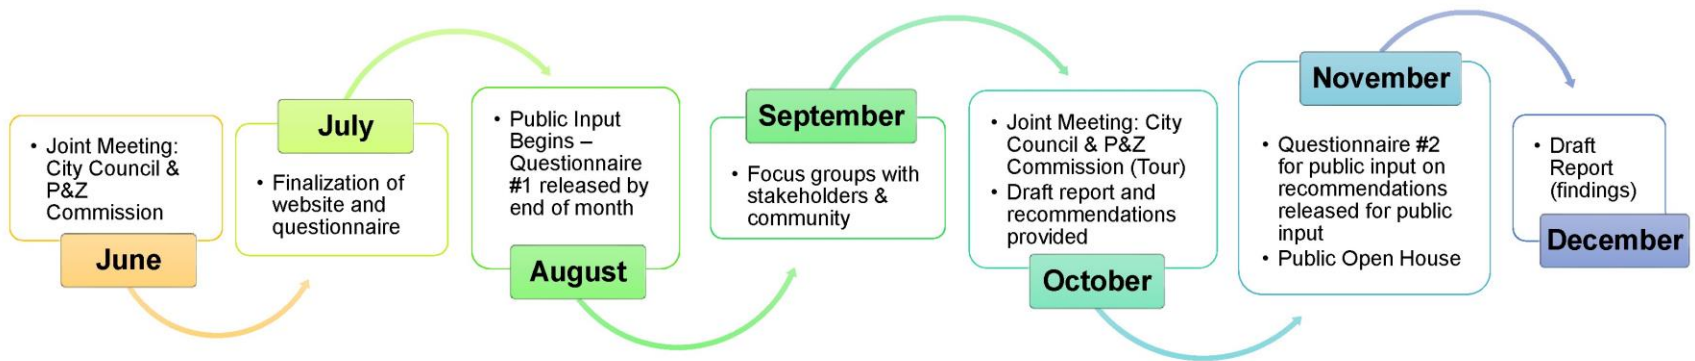 • Joint Meeting:
City Council &
P&Z
Commission
June
July
• Finalization of
website and
questionnaire
• Public Input
Begins –
Questionnaire
#1 released by
end of month
August
September
• Focus groups with
stakeholders &
community
• Joint Meeting: City
Council & P&Z
Commission (Tour)
• Draft report and
recommendations
provided
October
November
• Questionnaire #2
for public input on
recommendations
released for public
input
• Public Open House
• Draft
Report
(findings)
December